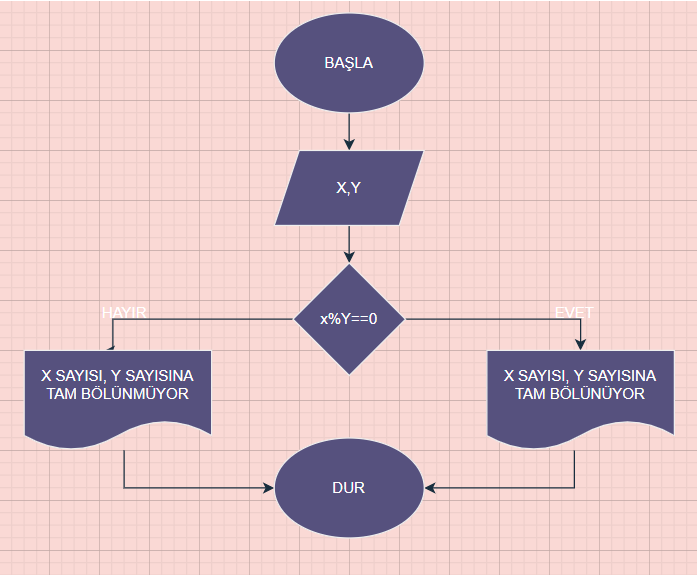 BAŞLA
X,Y
x%Y==0
HAYIR
EVET
X SAYISI, Y SAYISINA
TAM BÖLÜNMÜYOR
X SAYISI, Y SAYISINA
TAM BÖLÜNÜYOR
DUR